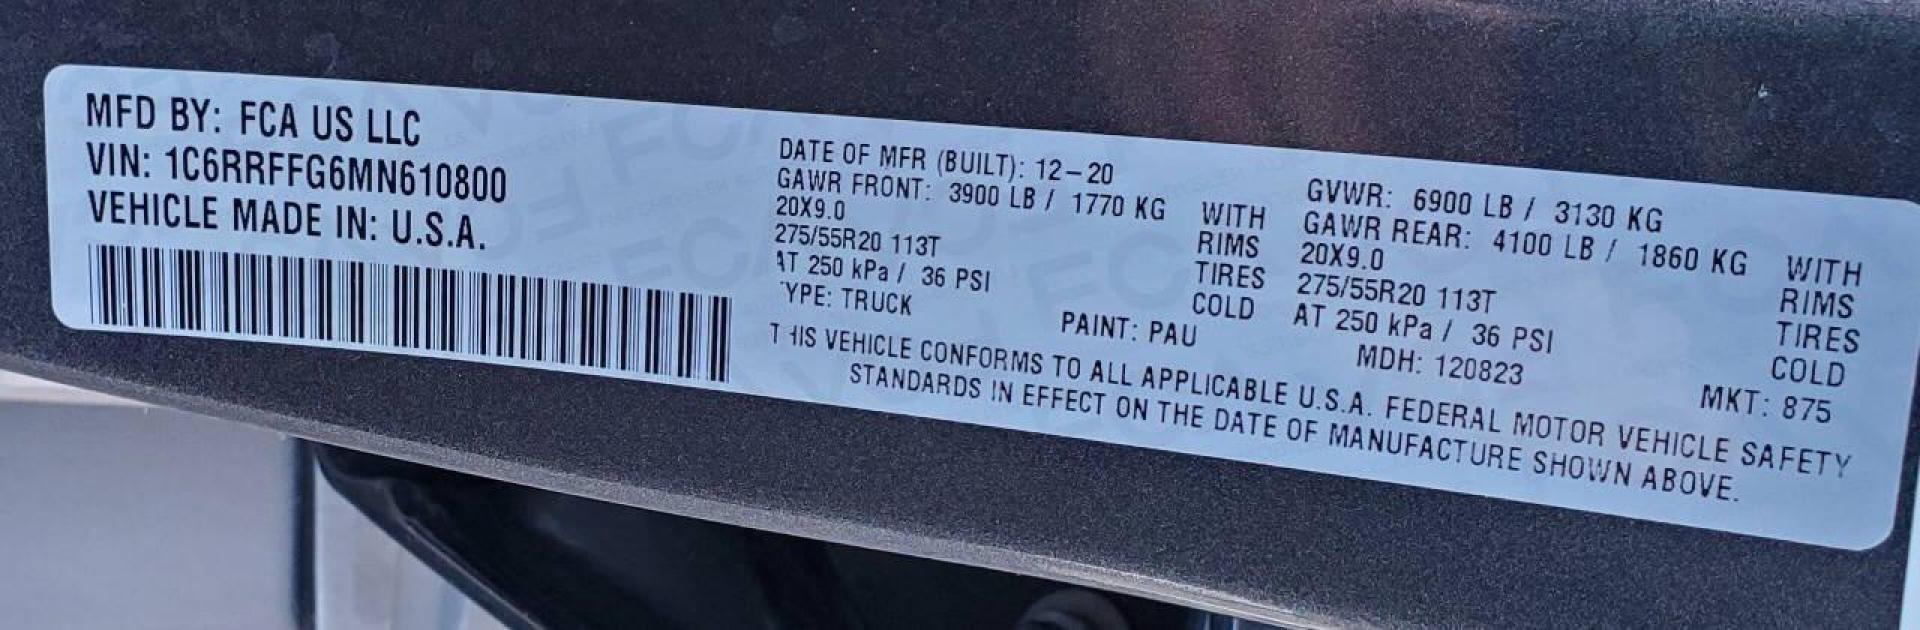 MFD BY: FCA US LLC
VIN: 1C6RRFFG6MN610800
VEHICLE MADE IN: U.S.A.
DATE OF MFR (BUILT): 12-20 GVWR: 6900 LB / 3130 KG
GAWR FRONT: 3900 LB / 1770 KG WITH GAWR REAR: 4100 LB / 1860 KG WITH
20X9.0 RIMS 20X9.0 RIMS
275/55R20 113T TIRES 275/55R20 113T TIRES
AT 250 kPa / 36 PSI COLD AT 250 kPa / 36 PSI COLD
YPE: TRUCK PAINT: PAU MDH: 120823 MKT: 875
THIS VEHICLE CONFORMS TO ALL APPLICABLE U.S.A. FEDERAL MOTOR VEHICLE SAFETY
STANDARDS IN EFFECT ON THE DATE OF MANUFACTURE SHOWN ABOVE.